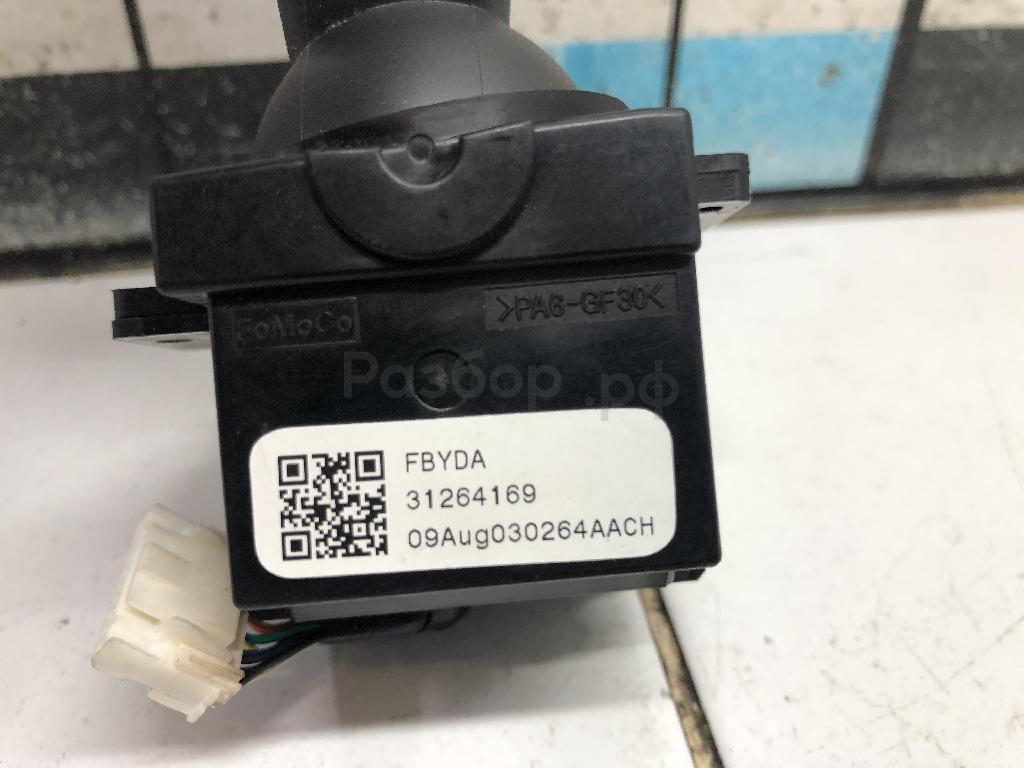 FoMoCo
>PA6-GF30<
Разбор.рф
FBYDA
31264169
09Aug030264AACH